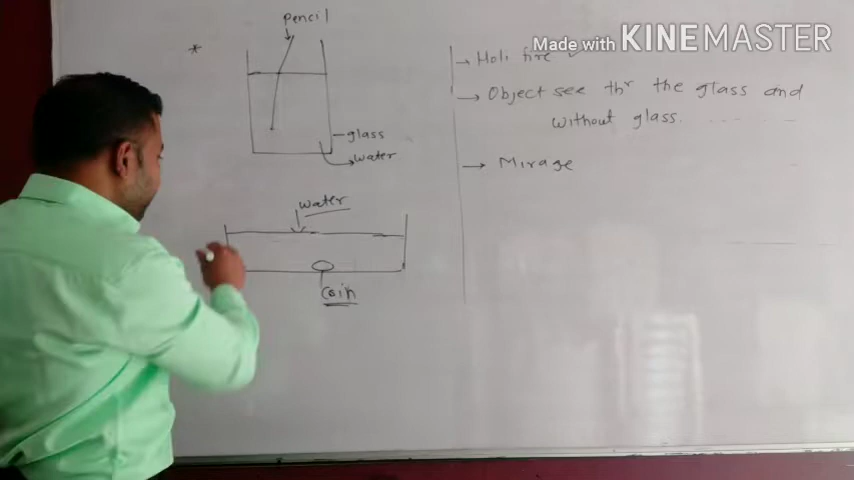 pencil
*
glass
water
water
coin
Made with KINEMASTER
→ Holi fire
→ Object see thr the glass and
without glass.
→ Mirage